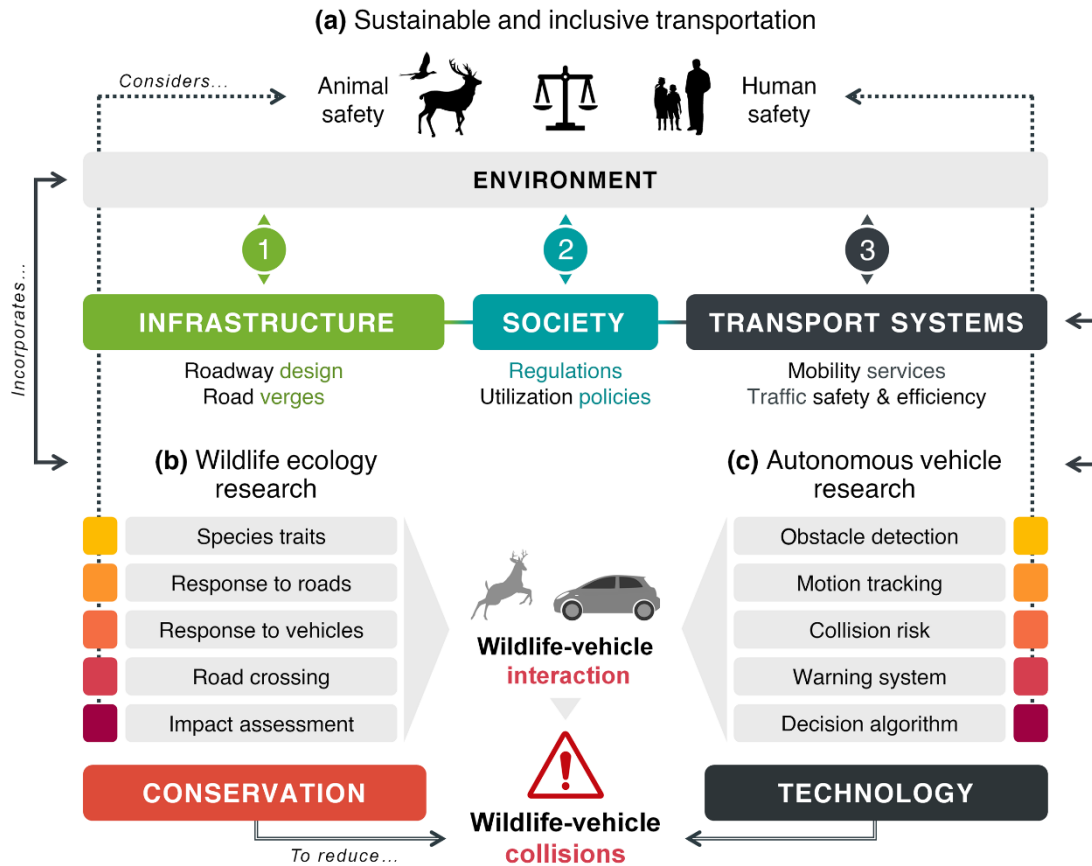 (a) Sustainable and inclusive transportation
Considers...
Animal
safety
Human
safety
ENVIRONMENT
1
2
3
INFRASTRUCTURE
SOCIETY
TRANSPORT SYSTEMS
Incorporates...
Roadway design
Road verges
Regulations
Utilization policies
Mobility services
Traffic safety & efficiency
(b) Wildlife ecology
research
(c) Autonomous vehicle
research
Species traits
Response to roads
Response to vehicles
Road crossing
Impact assessment
Wildlife-vehicle
interaction
Obstacle detection
Motion tracking
Collision risk
Warning system
Decision algorithm
CONSERVATION
TECHNOLOGY
Wildlife-vehicle
collisions
To reduce...